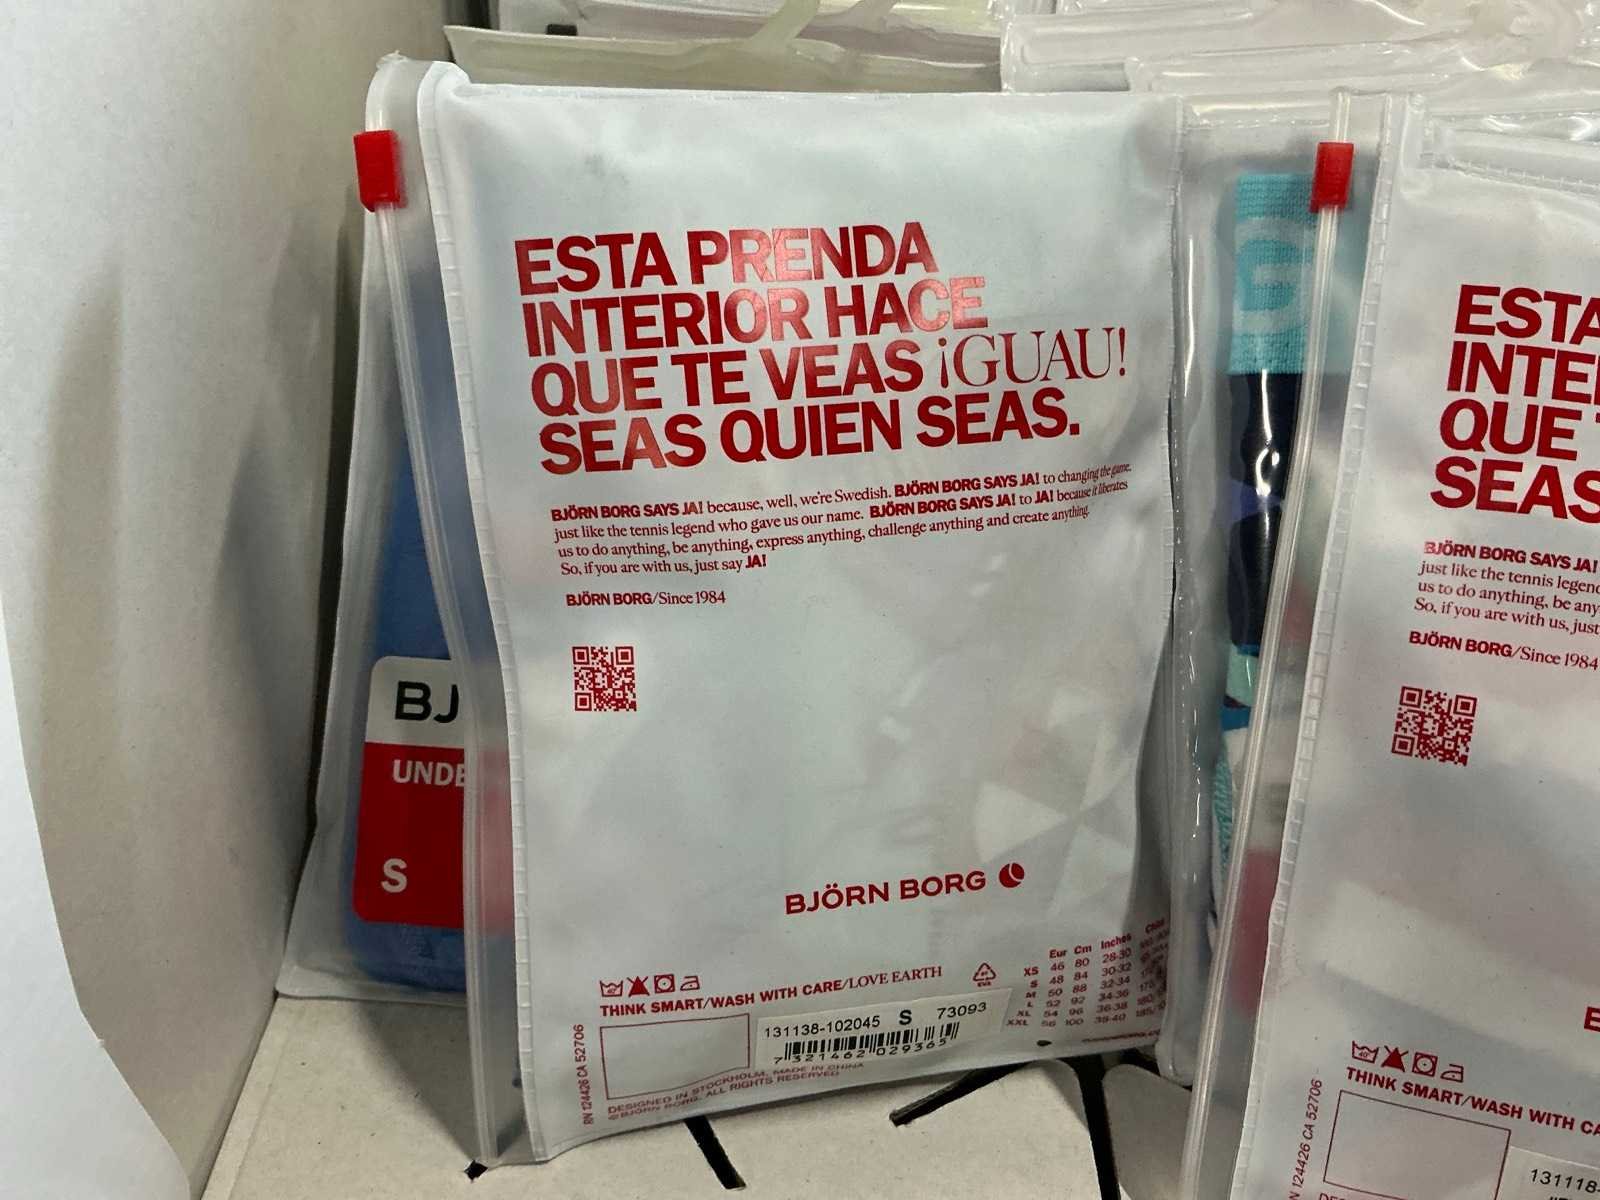 ESTA PRENDA
INTERIOR HACE
QUE TE VEAS ¡GUAU!
SEAS QUIEN SEAS.
BJÖRN BORG SAYS JA! because, well, we're Swedish. BJÖRN BORG SAYS JA! to changing the game,
just like the tennis legend who gave us our name. BJÖRN BORG SAYS JA! to JA! because it liberates
us to do anything, be anything, express anything, challenge anything and create anything.
So, if you are with us, just say JA!
BJÖRN BORG/Since 1984
BJÖRN BORG
THINK SMART/WASH WITH CARE/LOVE EARTH
EVA
Eur Cm Inches China
XS 46 80 28-30
S 48 84 30-32
M 50 88 32-34
L 52 92 34-36
XL 54 96 36-38
XXL 56 100 38-40
131138-102045 S 73093
7 321462 029365
DESIGNED IN STOCKHOLM, MADE IN CHINA
©BJÖRN BORG. ALL RIGHTS RESERVED
RN 124426 CA 52706
BJ
UNDE
S
G
ESTA
INTE
QUE T
SEAS
BJÖRN BORG SAYS JA!
just like the tennis legend
us to do anything, be any
So, if you are with us, just
BJÖRN BORG/Since 1984
THINK SMART/WASH WITH CA
131118-
N 124426 CA 52706